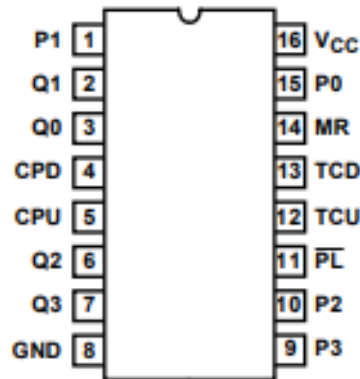 P1 1 16 VCC
Q1 2 15 P0
Q0 3 14 MR
CPD 4 13 TCD
CPU 5 12 TCU
Q2 6 11 P̅L̅
Q3 7 10 P2
GND 8 9 P3